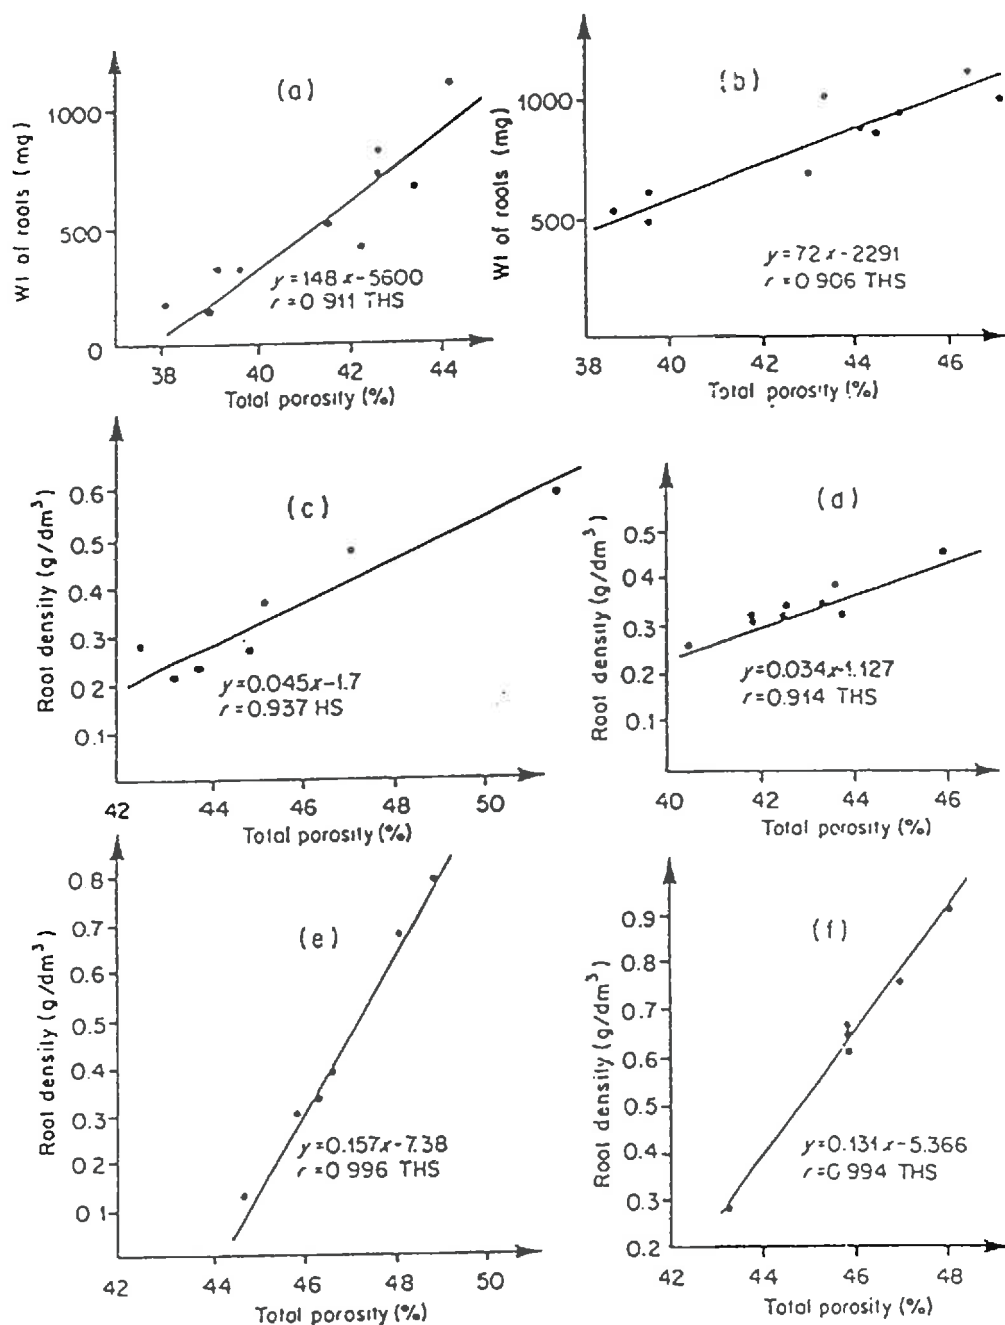 (a)
Wt of roots (mg)
1000
500
0
y=148x-5600
r=0.911 THS
38 40 42 44
Total porosity (%)
(b)
Wt of roots (mg)
1000
500
y=72x-2291
r=0.906 THS
38 40 42 44 46
Total porosity (%)
(c)
Root density (g/dm³)
0.6
0.5
0.4
0.3
0.2
0.1
y=0.045x-1.7
r=0.937 HS
42 44 46 48 50
Total porosity (%)
(d)
Root density (g/dm³)
0.5
0.4
0.3
0.2
0.1
y=0.034x-1.127
r=0.914 THS
40 42 44 46
Total porosity (%)
(e)
Root density (g/dm³)
0.8
0.7
0.6
0.5
0.4
0.3
0.2
0.1
y=0.157x-7.38
r=0.996 THS
42 44 46 48 50
Total porosity (%)
(f)
Root density (g/dm³)
0.9
0.8
0.7
0.6
0.5
0.4
0.3
0.2
y=0.131x-5.366
r=0.994 THS
42 44 46 48
Total porosity (%)